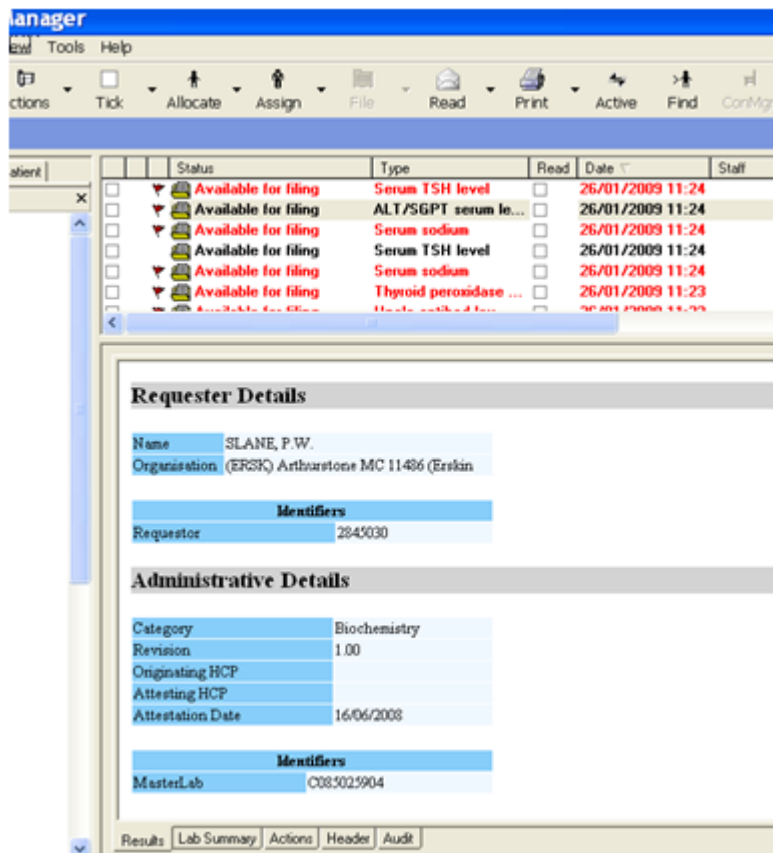 lanager
ew Tools Help
ctions Tick Allocate Assign File Read Print Active Find ConMgr
atient
Status Type Read Date Staff
Available for filing Serum TSH level 26/01/2009 11:24
Available for filing ALT/SGPT serum le... 26/01/2009 11:24
Available for filing Serum sodium 26/01/2009 11:24
Available for filing Serum TSH level 26/01/2009 11:24
Available for filing Serum sodium 26/01/2009 11:24
Available for filing Thyroid peroxidase ... 26/01/2009 11:23
Requester Details
Name SLANE, P.W.
Organisation (ERSK) Arthurstone MC 11486 (Erskin
Identifiers
Requestor 2845030
Administrative Details
Category Biochemistry
Revision 1.00
Originating HCP
Attesting HCP
Attestation Date 16/06/2008
Identifiers
MasterLab C085025904
Results Lab Summary Actions Header Audit